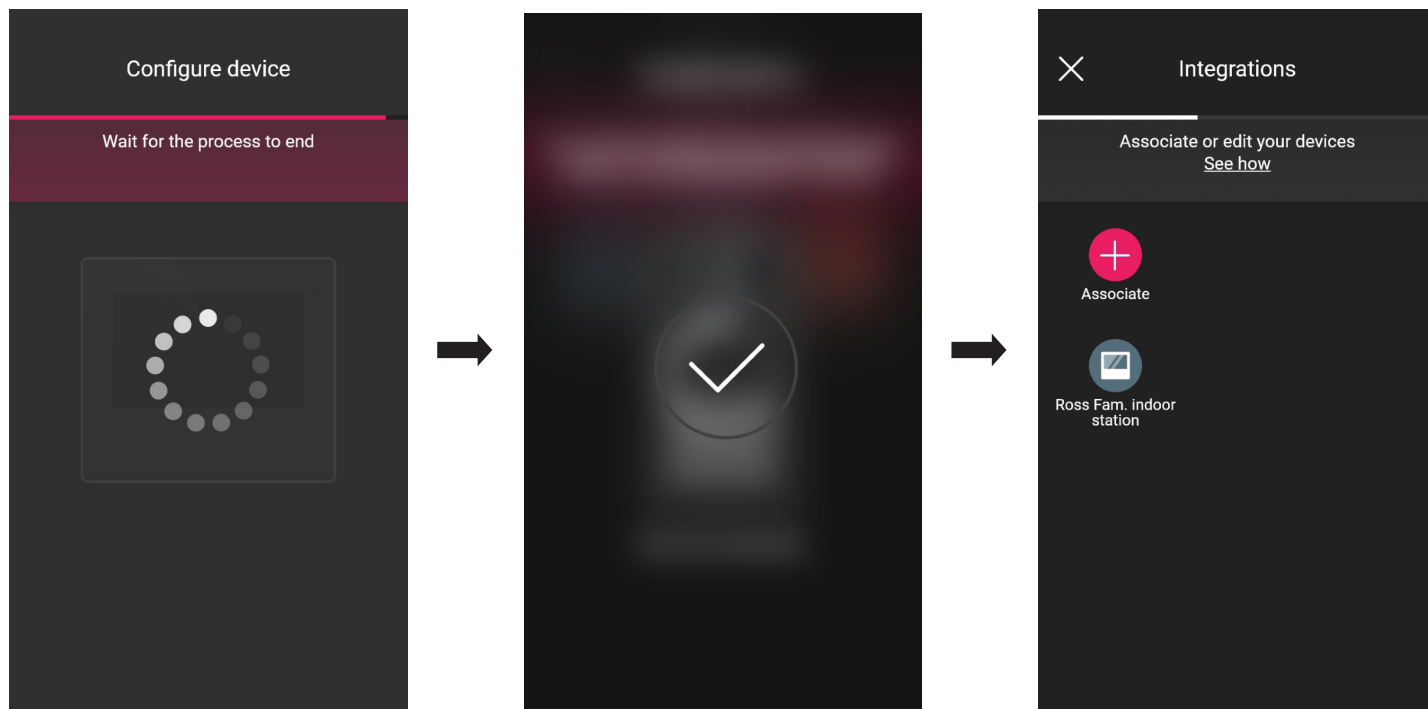 Configure device
Wait for the process to end
Integrations
Associate or edit your devices
See how
Associate
Ross Fam. indoor
station